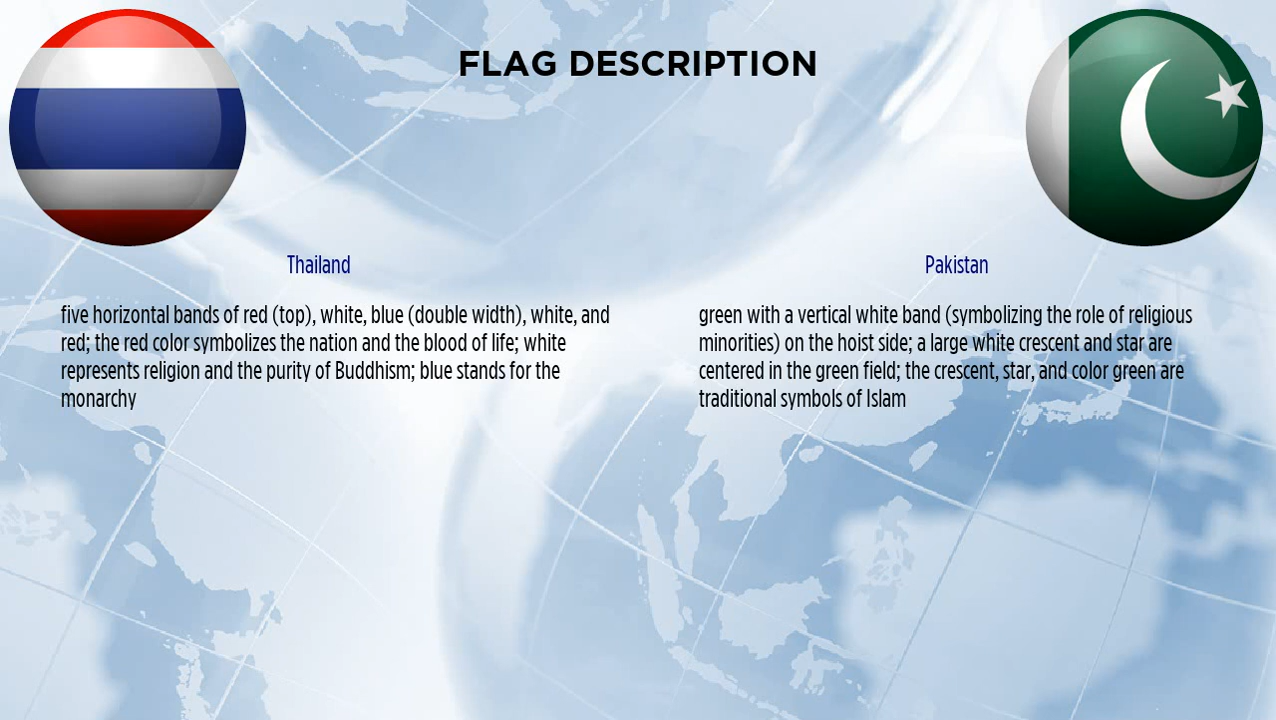 FLAG DESCRIPTION
Thailand
five horizontal bands of red (top), white, blue (double width), white, and
red; the red color symbolizes the nation and the blood of life; white
represents religion and the purity of Buddhism; blue stands for the
monarchy
Pakistan
green with a vertical white band (symbolizing the role of religious
minorities) on the hoist side; a large white crescent and star are
centered in the green field; the crescent, star, and color green are
traditional symbols of Islam